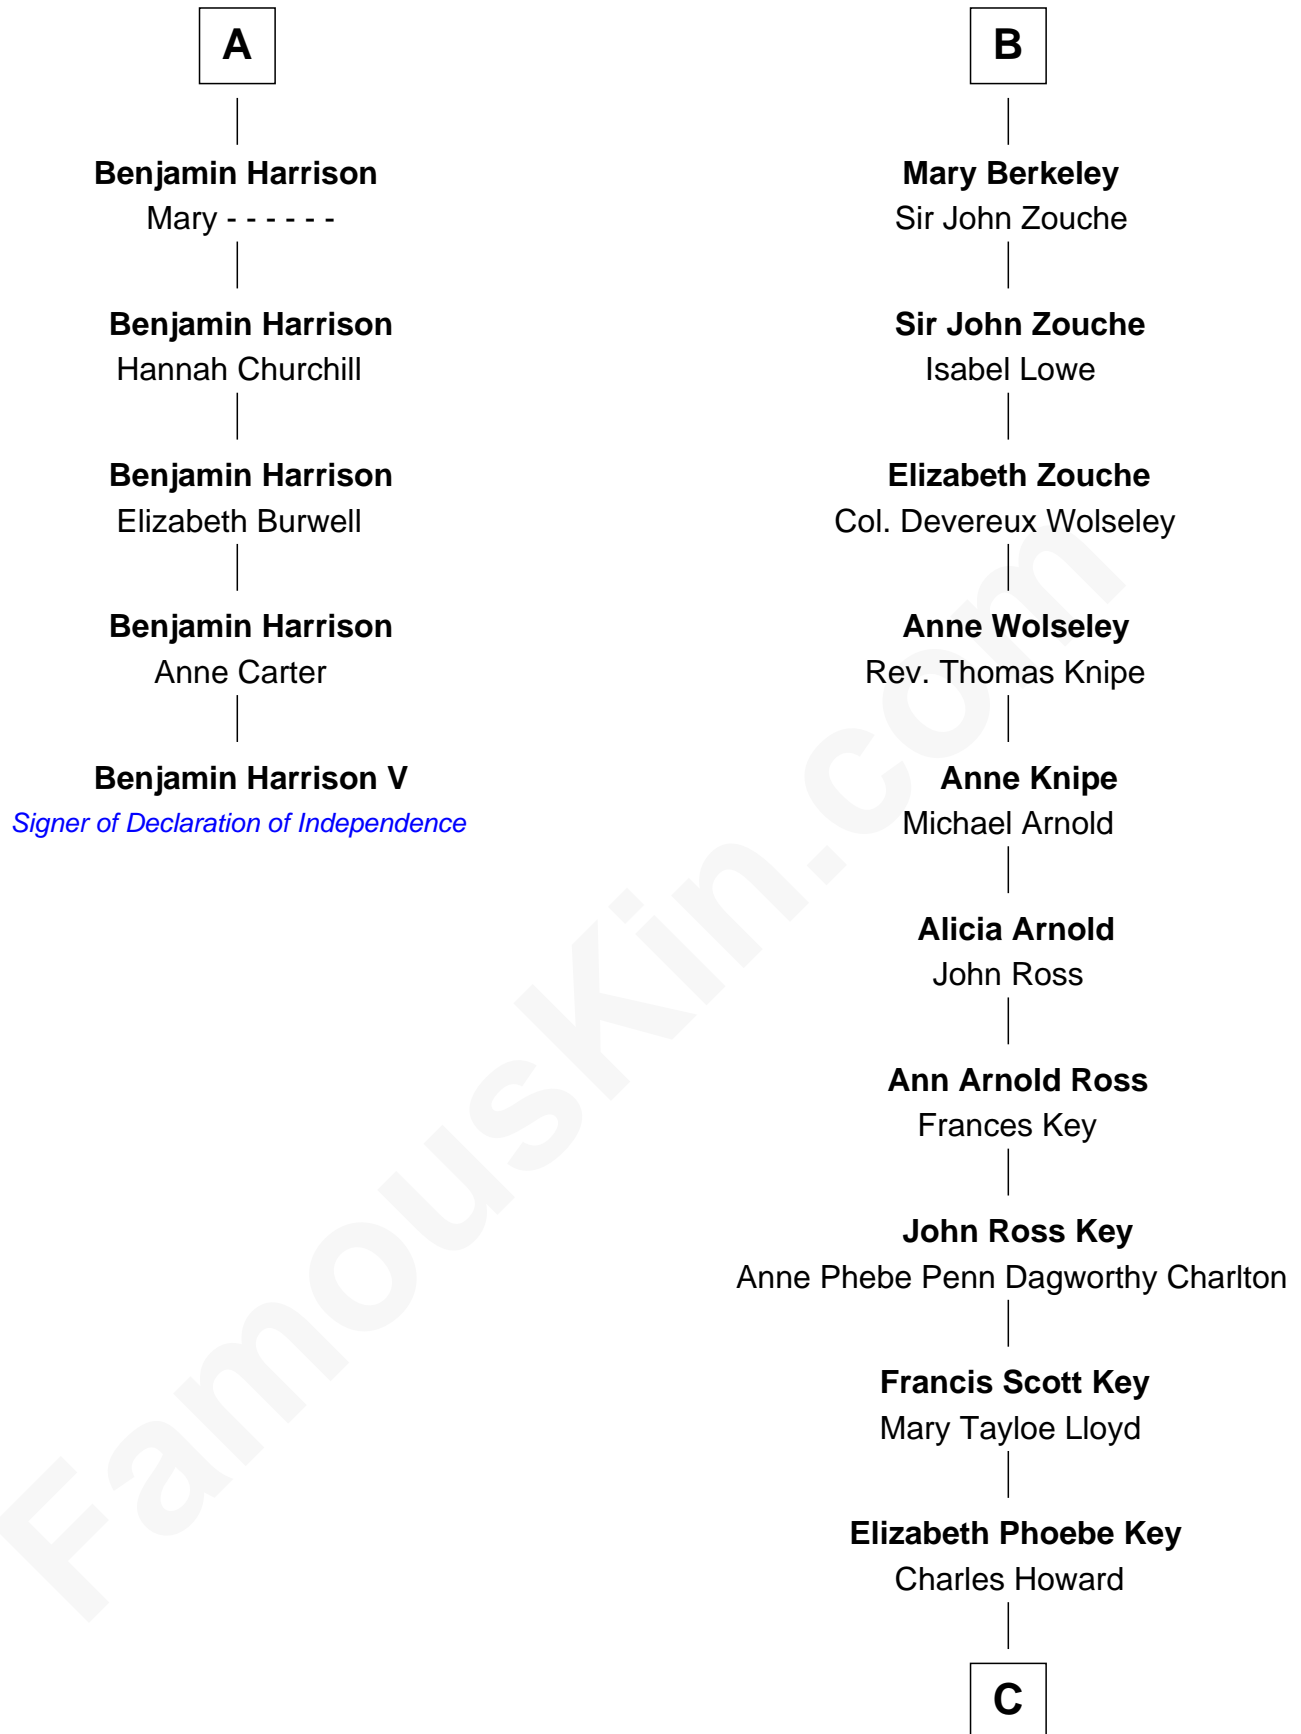 A
Benjamin Harrison
Mary - - - - - -
Benjamin Harrison
Hannah Churchill
Benjamin Harrison
Elizabeth Burwell
Benjamin Harrison
Anne Carter
Benjamin Harrison V
Signer of Declaration of Independence
B
Mary Berkeley
Sir John Zouche
Sir John Zouche
Isabel Lowe
Elizabeth Zouche
Col. Devereux Wolseley
Anne Wolseley
Rev. Thomas Knipe
Anne Knipe
Michael Arnold
Alicia Arnold
John Ross
Ann Arnold Ross
Frances Key
John Ross Key
Anne Phebe Penn Dagworthy Charlton
Francis Scott Key
Mary Tayloe Lloyd
Elizabeth Phoebe Key
Charles Howard
C
FamousKin.com